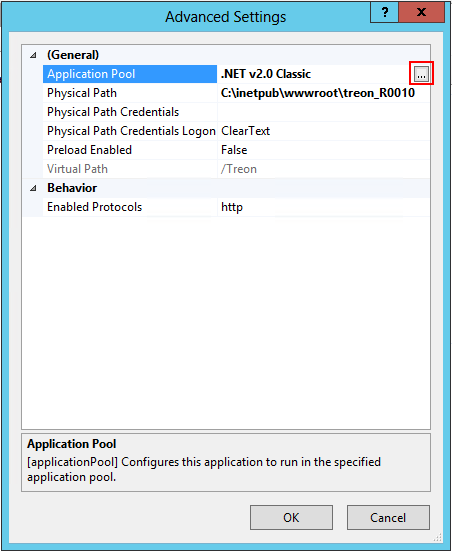 Advanced Settings
? X
(General)
Application Pool .NET v2.0 Classic ...
Physical Path C:\inetpub\wwwroot\treon_R0010
Physical Path Credentials
Physical Path Credentials Logon ClearText
Preload Enabled False
Virtual Path /Treon
Behavior
Enabled Protocols http
Application Pool
[applicationPool] Configures this application to run in the specified
application pool.
OK Cancel